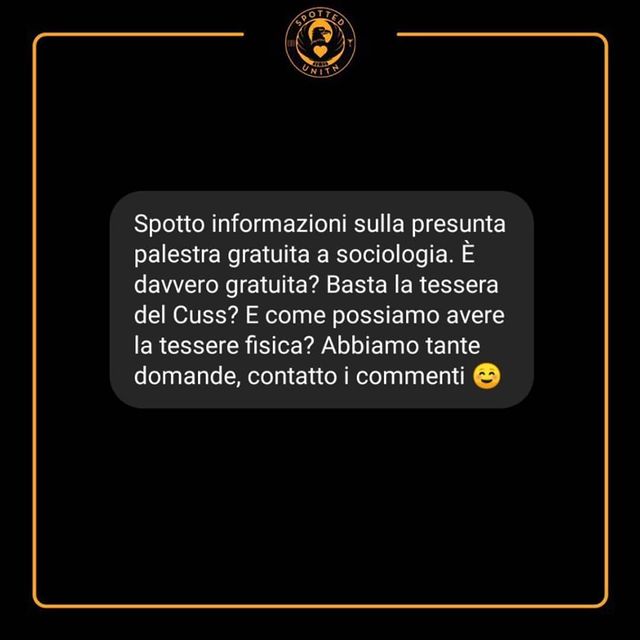 SPOTTED
UNITN
Spotto informazioni sulla presunta
palestra gratuita a sociologia. È
davvero gratuita? Basta la tessera
del Cuss? E come possiamo avere
la tessere fisica? Abbiamo tante
domande, contatto i commenti 😊